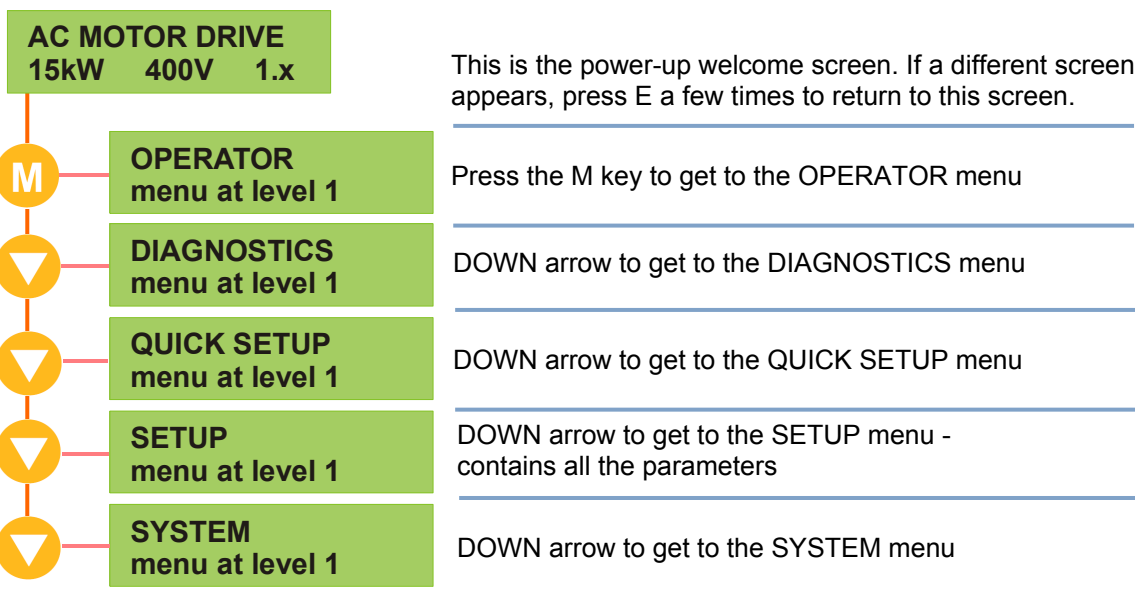 AC MOTOR DRIVE
15kW 400V 1.x
This is the power-up welcome screen. If a different screen
appears, press E a few times to return to this screen.
M
OPERATOR
menu at level 1
Press the M key to get to the OPERATOR menu
DIAGNOSTICS
menu at level 1
DOWN arrow to get to the DIAGNOSTICS menu
QUICK SETUP
menu at level 1
DOWN arrow to get to the QUICK SETUP menu
SETUP
menu at level 1
DOWN arrow to get to the SETUP menu -
contains all the parameters
SYSTEM
menu at level 1
DOWN arrow to get to the SYSTEM menu